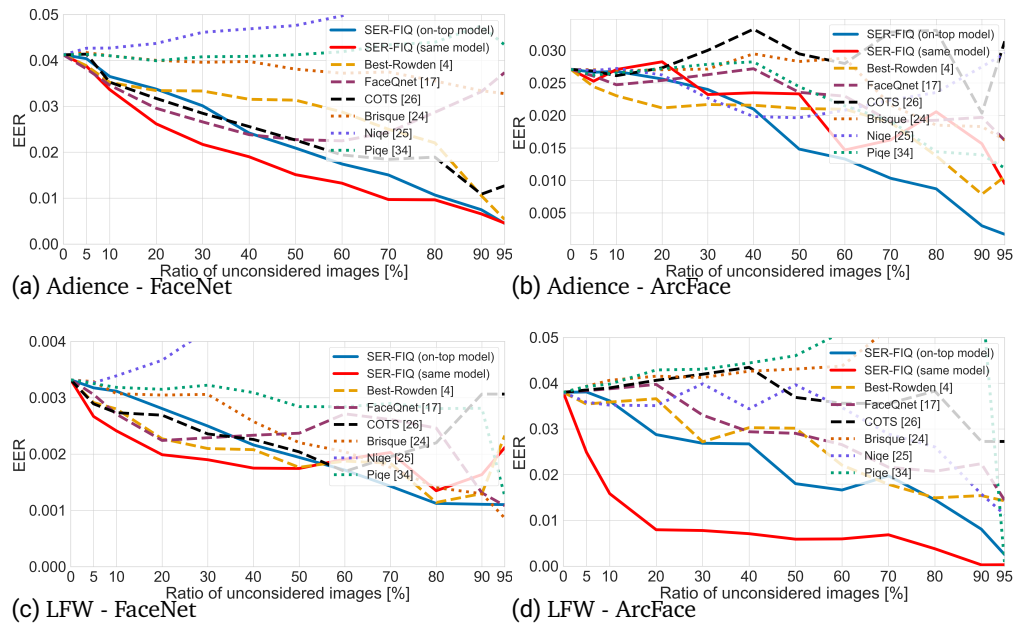 0.05
0.04
0.03
0.02
0.01
0.00
EER
SER-FIQ (on-top model)
SER-FIQ (same model)
Best-Rowden [4]
FaceQnet [17]
COTS [26]
Brisque [24]
Niqe [25]
Piqe [34]
0 5 10 20 30 40 50 60 70 80 90 95
Ratio of unconsidered images [%]
(a) Adience - FaceNet
0.030
0.025
0.020
0.015
0.010
0.005
EER
SER-FIQ (on-top model)
SER-FIQ (same model)
Best-Rowden [4]
FaceQnet [17]
COTS [26]
Brisque [24]
Niqe [25]
Piqe [34]
0 5 10 20 30 40 50 60 70 80 90 95
Ratio of unconsidered images [%]
(b) Adience - ArcFace
0.004
0.003
0.002
0.001
0.000
EER
SER-FIQ (on-top model)
SER-FIQ (same model)
Best-Rowden [4]
FaceQnet [17]
COTS [26]
Brisque [24]
Niqe [25]
Piqe [34]
0 5 10 20 30 40 50 60 70 80 90 95
Ratio of unconsidered images [%]
(c) LFW - FaceNet
0.05
0.04
0.03
0.02
0.01
0.00
EER
SER-FIQ (on-top model)
SER-FIQ (same model)
Best-Rowden [4]
FaceQnet [17]
COTS [26]
Brisque [24]
Niqe [25]
Piqe [34]
0 5 10 20 30 40 50 60 70 80 90 95
Ratio of unconsidered images [%]
(d) LFW - ArcFace